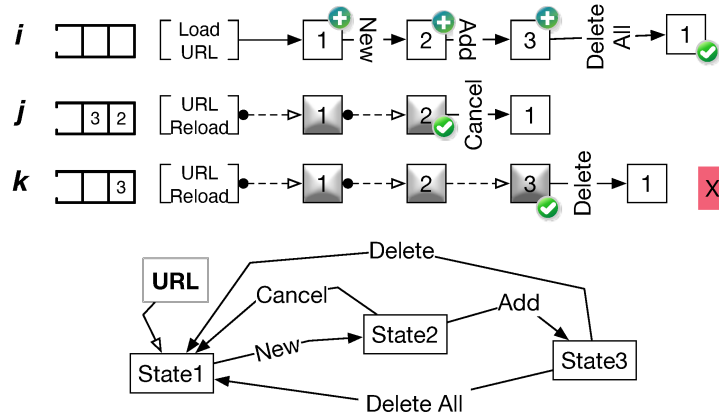 i Load URL 1 New 2 Add 3 Delete All 1
j 3 2 URL Reload 1 2 Cancel 1
k 3 URL Reload 1 2 3 Delete 1 X
Delete
URL
Cancel
Add
State2
New
State3
State1
Delete All